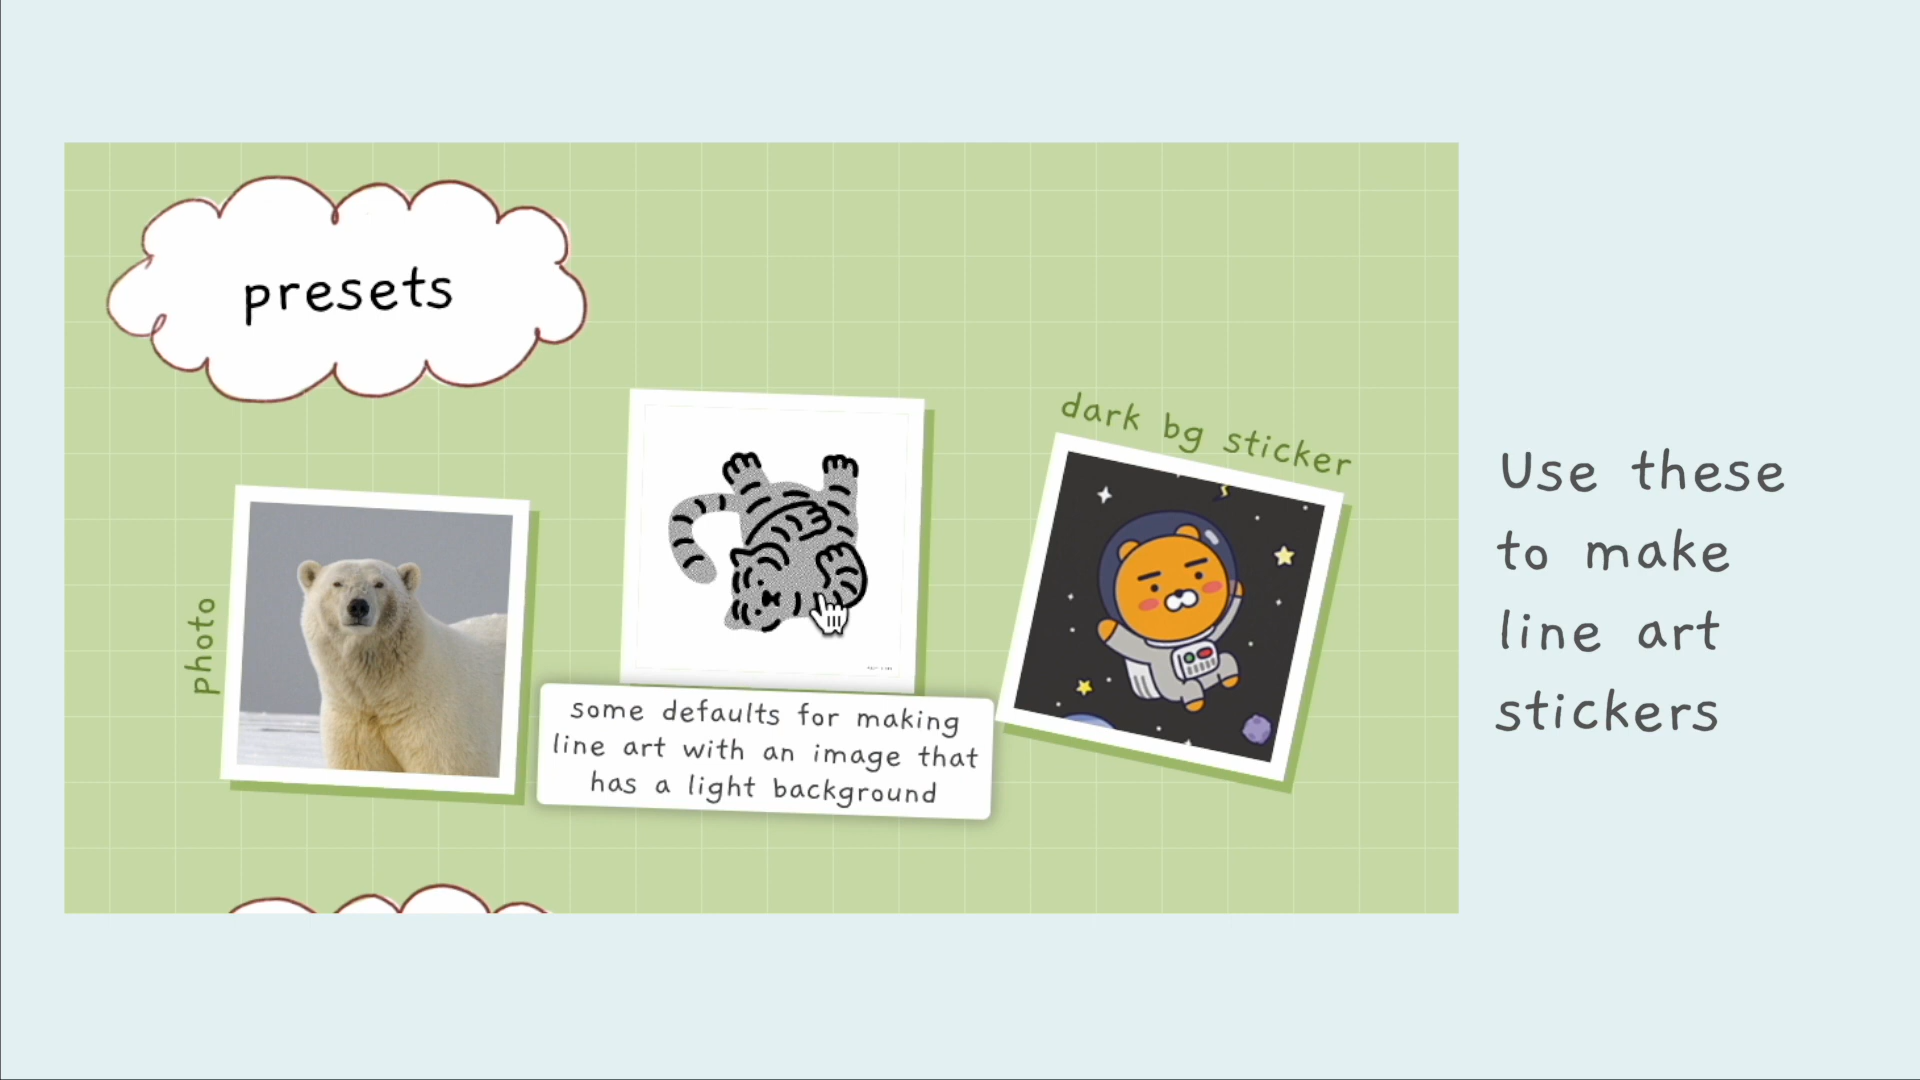 presets
dark bg sticker
photo
some defaults for making
line art with an image that
has a light background
Use these
to make
line art
stickers